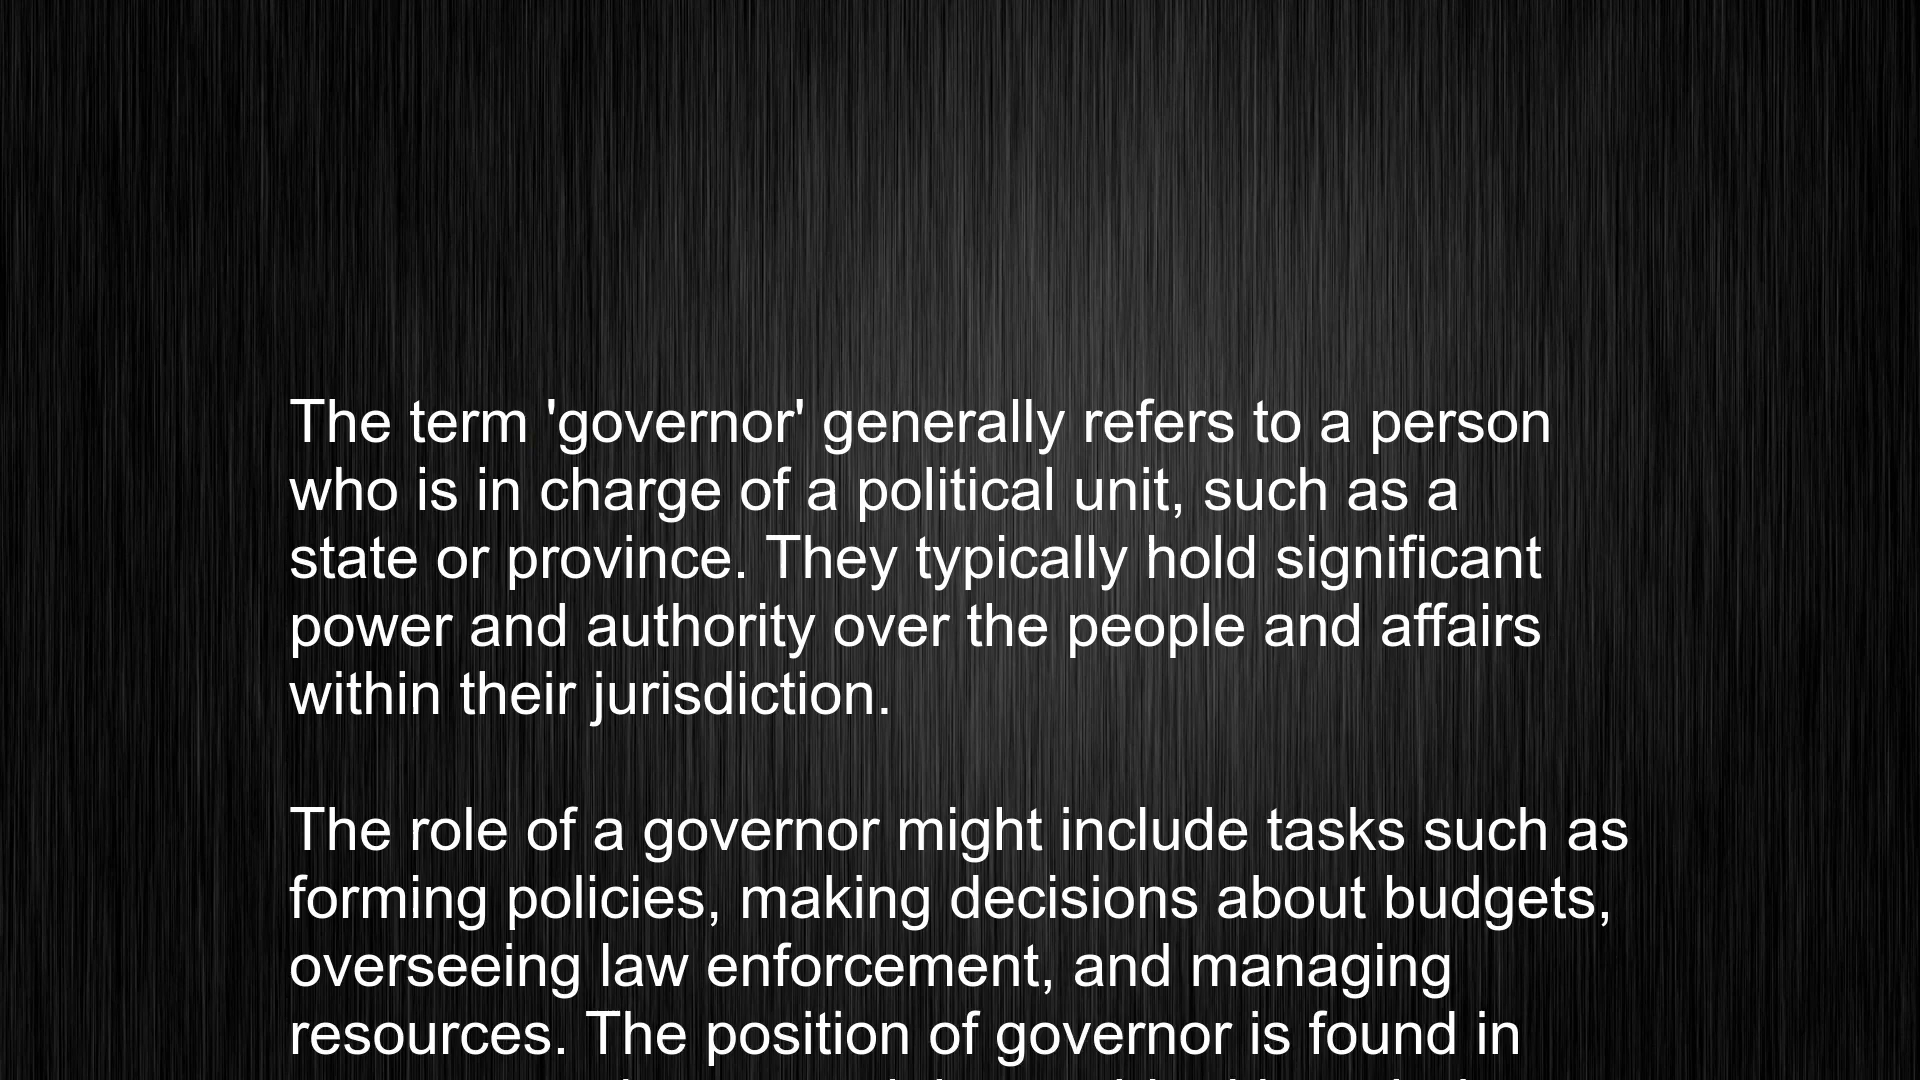 The term 'governor' generally refers to a person
who is in charge of a political unit, such as a
state or province. They typically hold significant
power and authority over the people and affairs
within their jurisdiction.
The role of a governor might include tasks such as
forming policies, making decisions about budgets,
overseeing law enforcement, and managing
resources. The position of governor is found in